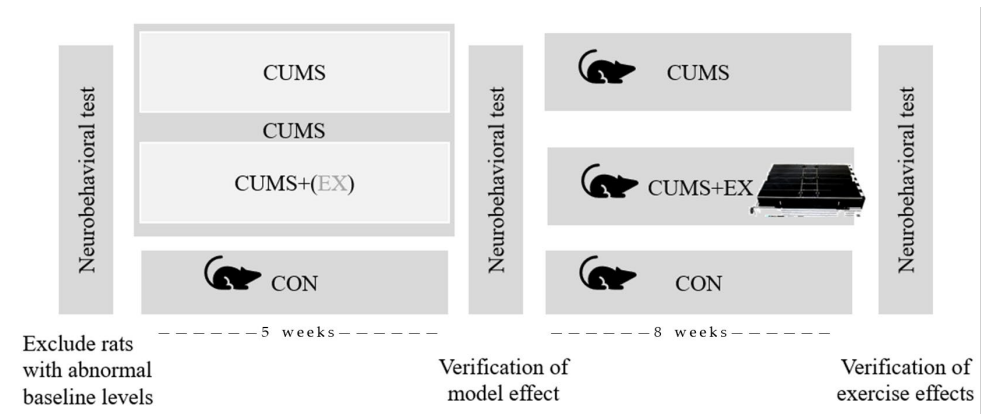 Neurobehavioral test
CUMS
CUMS
CUMS+(EX)
CON
Neurobehavioral test
CUMS
CUMS+EX
CON
Neurobehavioral test
5 weeks
8 weeks
Exclude rats
with abnormal
baseline levels
Verification of
model effect
Verification of
exercise effects